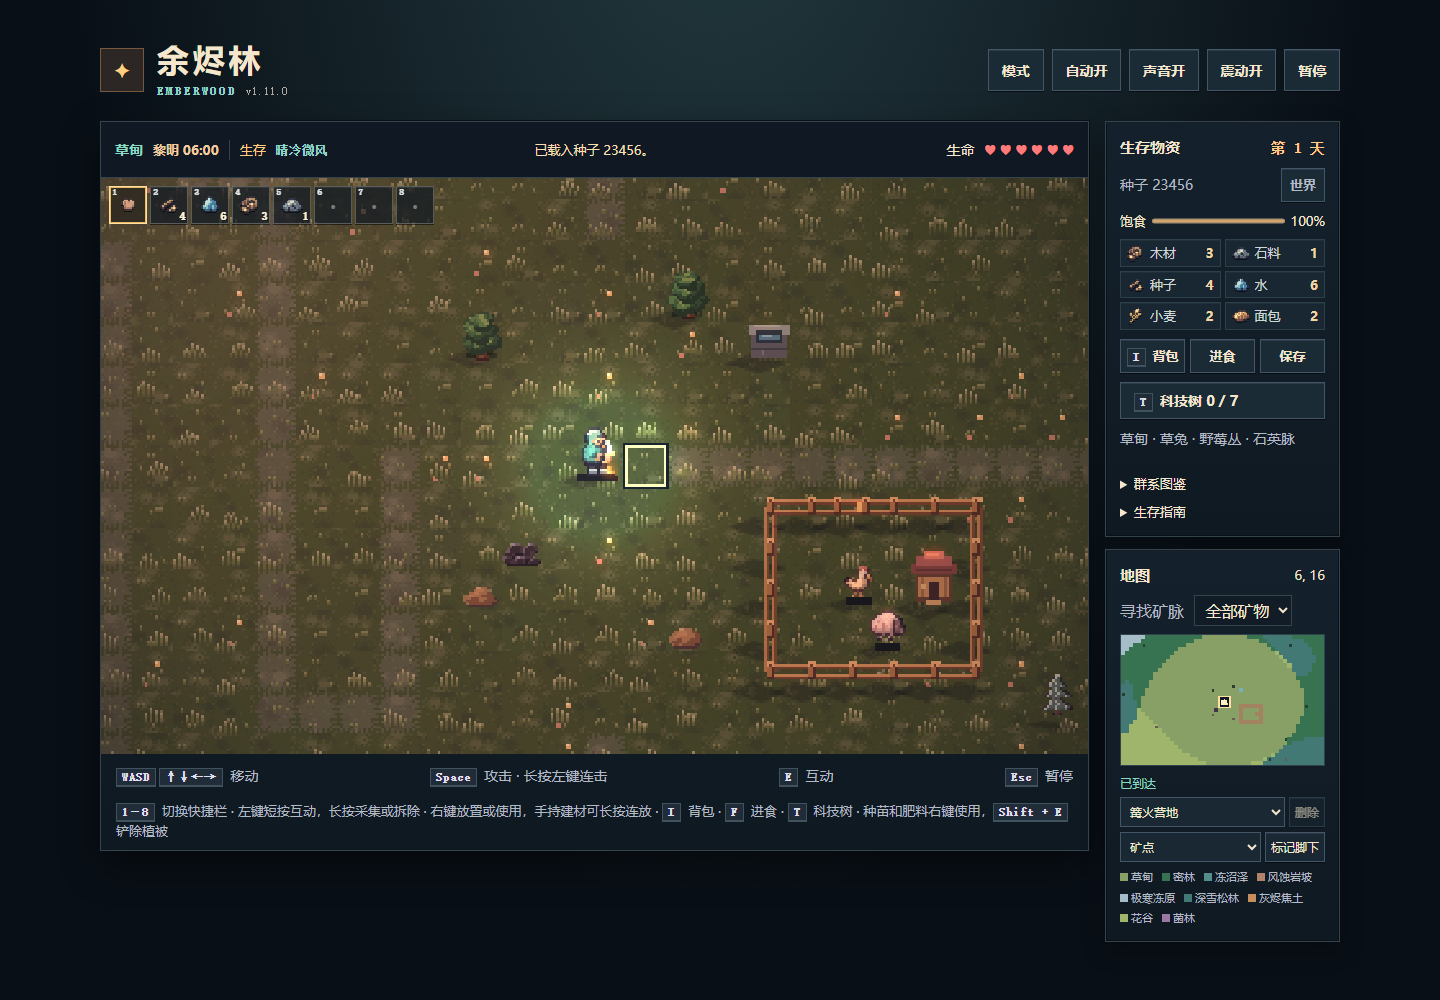 余烬林
EMBERWOOD v1.11.0
模式 自动开 声音开 震动开 暂停
草甸 黎明 06:00 生存 晴冷微风 已载入种子 23456。 生命
1 2 3 4 5 6 7 8
4 6 3 1
生存物资 第 1 天
种子 23456 世界
饱食 100%
木材 3 石料 1
种子 4 水 6
小麦 2 面包 2
I 背包 进食 保存
T 科技树 0 / 7
草甸 · 草兔 · 野莓丛 · 石英脉
▶ 群系图鉴
▶ 生存指南
地图 6, 16
寻找矿脉 全部矿物
已到达
篝火营地 删除
矿点 标记脚下
草甸 密林 冻沼泽 风蚀岩坡
极寒冻原 深雪松林 灰烬焦土
花谷 菌林
WASD ↑↓←→ 移动 Space 攻击 · 长按左键连击 E 互动 Esc 暂停
1–8 切换快捷栏 · 左键短按互动，长按采集或拆除 · 右键放置或使用，手持建材可长按连放 · I 背包 · F 进食 · T 科技树 · 种苗和肥料右键使用，Shift + E
铲除植被